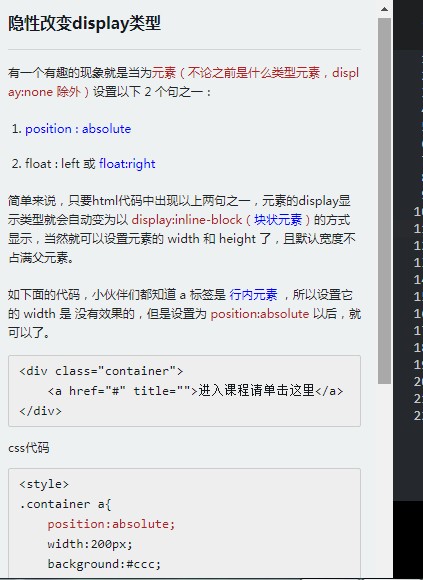 隐性改变display类型
有一个有趣的现象就是当为元素（不论之前是什么类型元素，displ
ay:none 除外）设置以下 2 个句之一：
1. position : absolute
2. float : left 或 float:right
简单来说，只要html代码中出现以上两句之一，元素的display显
示类型就会自动变为以 display:inline-block（块状元素）的方式
显示，当然就可以设置元素的 width 和 height 了，且默认宽度不
占满父元素。
如下面的代码，小伙伴们都知道 a 标签是 行内元素 ，所以设置它
的 width 是 没有效果的，但是设置为 position:absolute 以后，就
可以了。
<div class="container">
<a href="#" title="">进入课程请单击这里</a>
</div>
css代码
<style>
.container a{
position:absolute;
width:200px;
background:#ccc;